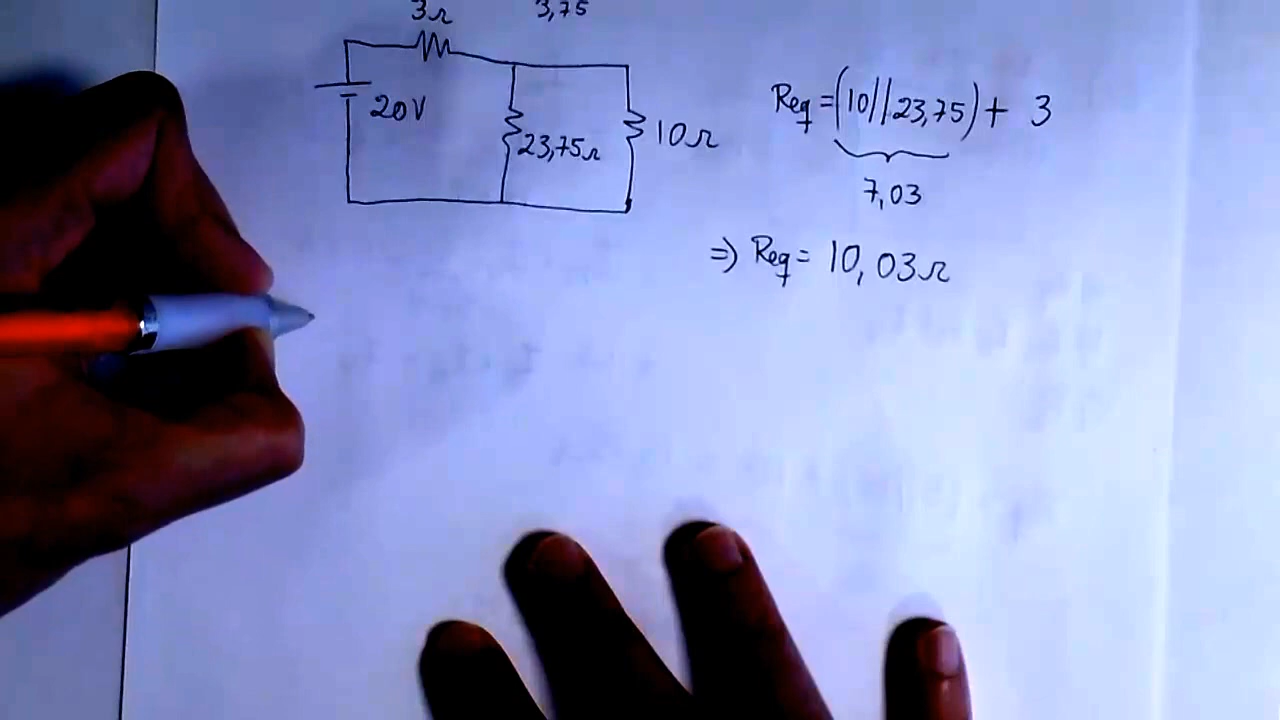 3Ω 3,75
20V
23,75Ω
10Ω
Req = (10//23,75) + 3
7,03
⇒ Req = 10,03Ω